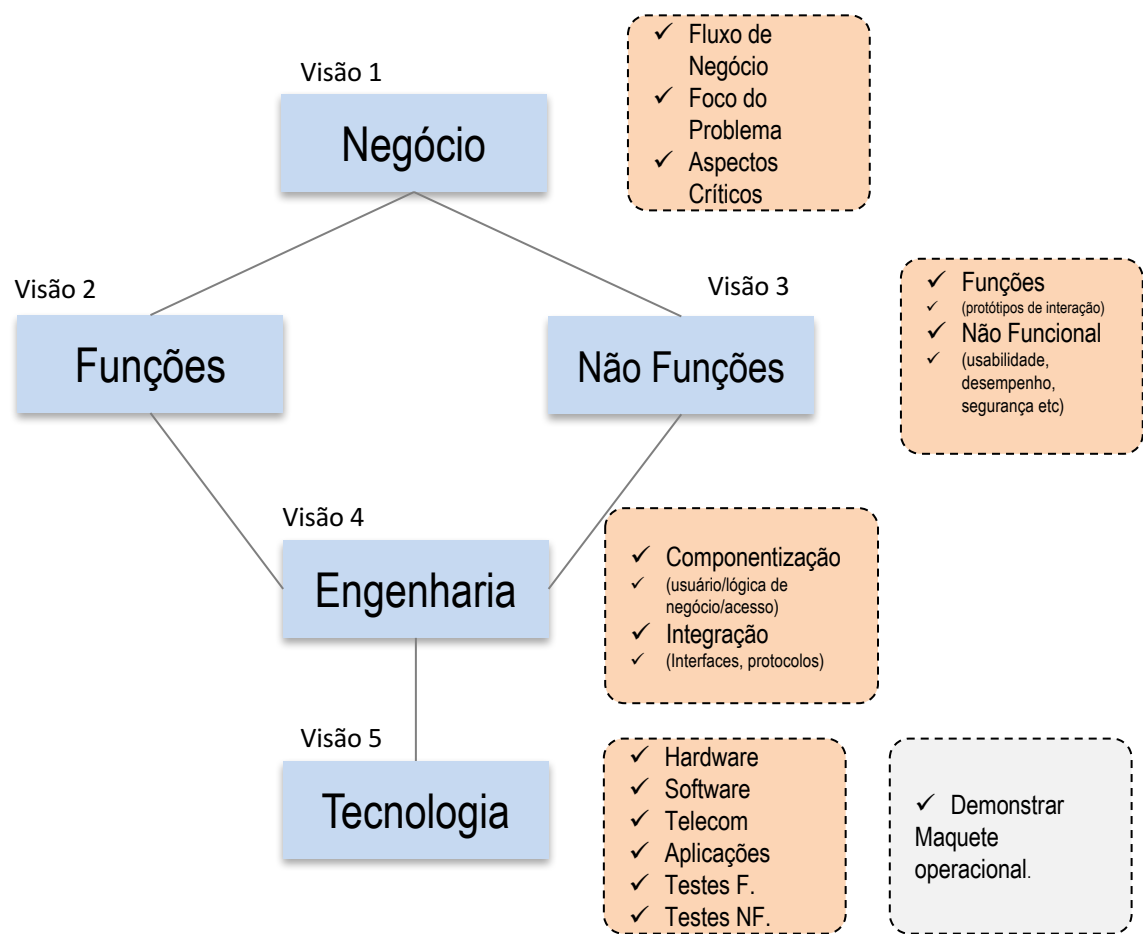 Visão 1
Negócio
✓ Fluxo de
Negócio
✓ Foco do
Problema
✓ Aspectos
Críticos
Visão 2
Funções
Visão 3
Não Funções
✓ Funções
✓ (protótipos de interação)
✓ Não Funcional
✓ (usabilidade,
desempenho,
segurança etc)
Visão 4
Engenharia
✓ Componentização
✓ (usuário/lógica de
negócio/acesso)
✓ Integração
✓ (Interfaces, protocolos)
Visão 5
Tecnologia
✓ Hardware
✓ Software
✓ Telecom
✓ Aplicações
✓ Testes F.
✓ Testes NF.
✓ Demonstrar
Maquete
operacional.